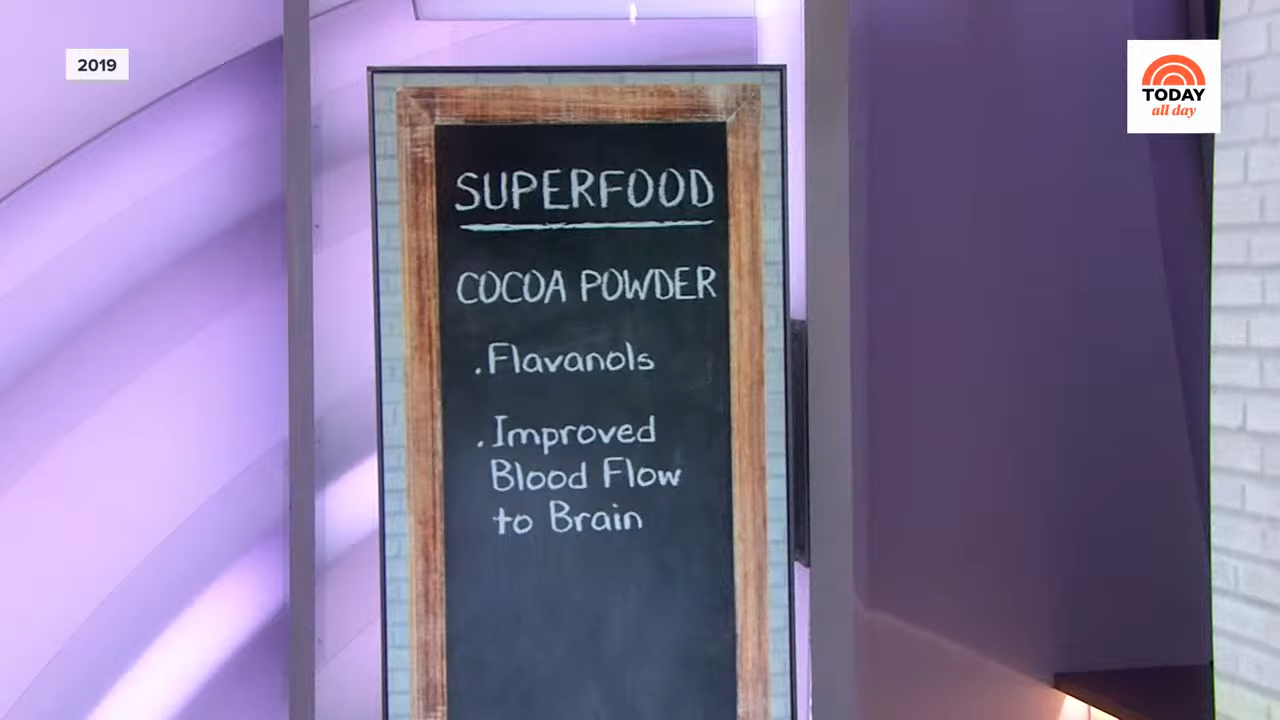 2019
TODAY
all day
SUPERFOOD
COCOA POWDER
.Flavanols
.Improved
Blood Flow
to Brain